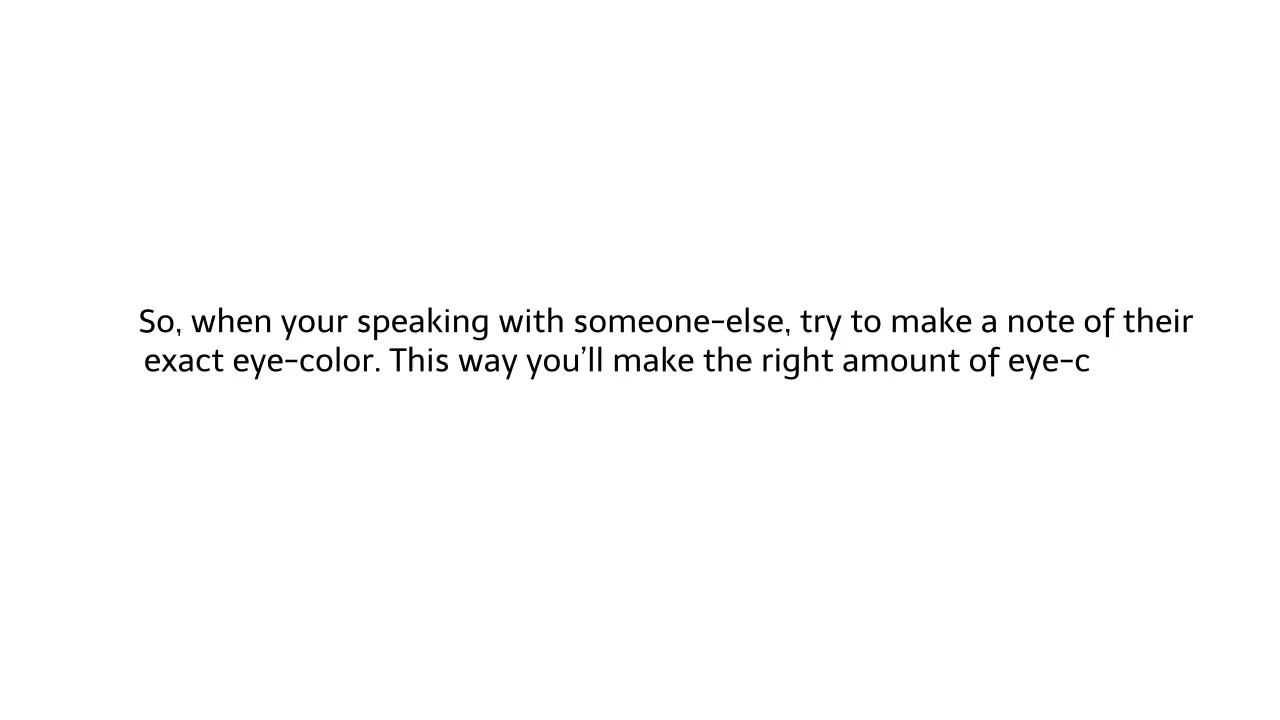 So, when your speaking with someone-else, try to make a note of their
exact eye-color. This way you’ll make the right amount of eye-c